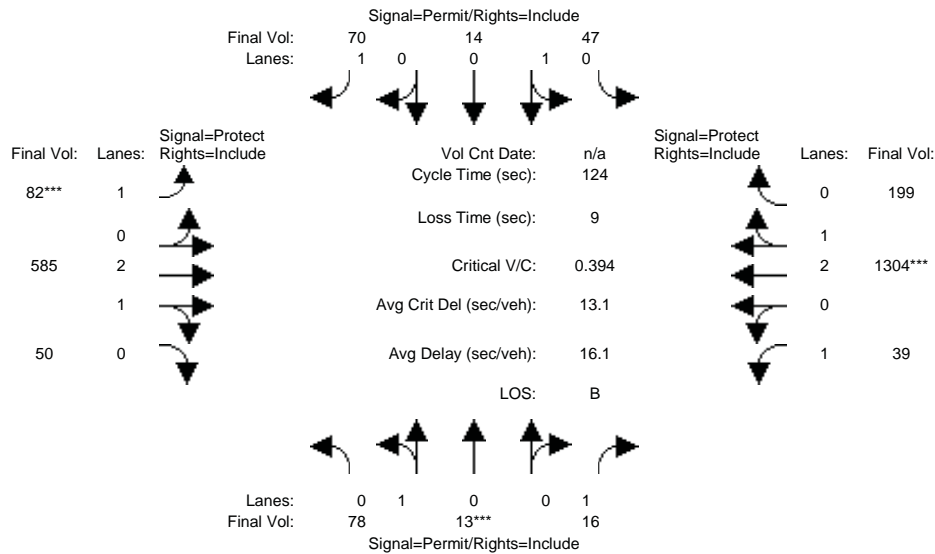 Signal=Permit/Rights=Include
Final Vol: 70 14 47
Lanes: 1 0 0 1 0
Signal=Protect Signal=Protect
Final Vol: Lanes: Rights=Include Vol Cnt Date: n/a Rights=Include Lanes: Final Vol:
Cycle Time (sec): 124
82*** 1 0 199
Loss Time (sec): 9
0 1
585 2 Critical V/C: 0.394 2 1304***
1 Avg Crit Del (sec/veh): 13.1 0
50 0 Avg Delay (sec/veh): 16.1 1 39
LOS: B
Lanes: 0 1 0 0 1
Final Vol: 78 13*** 16
Signal=Permit/Rights=Include